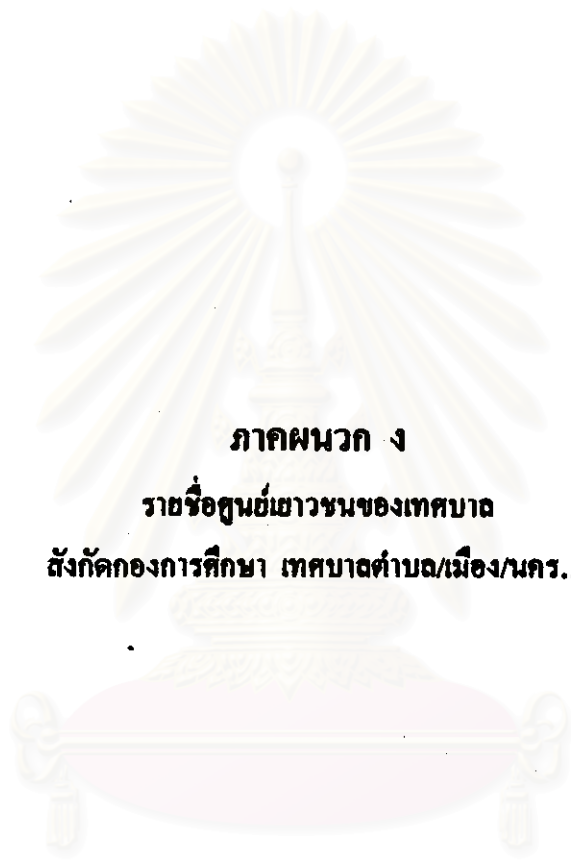 ภาคผนวก ง
รายชื่อศูนย์เยาวชนของเทศบาล
สังกัดกองการศึกษา เทศบาลตำบล/เมือง/นคร.